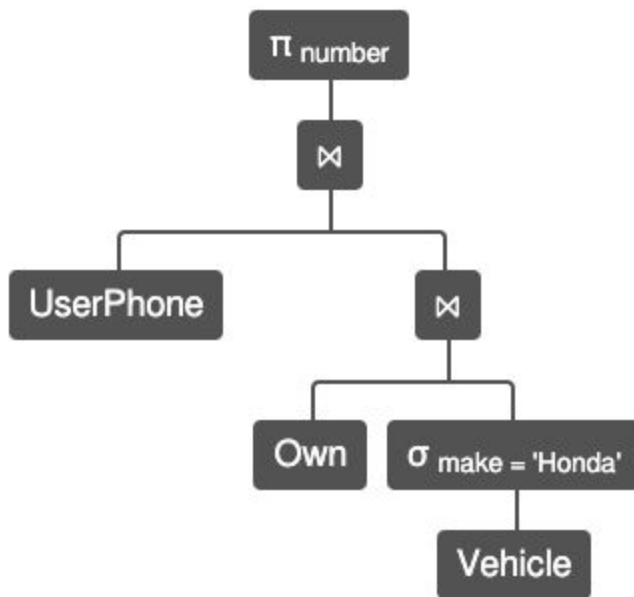 π number
⋈
UserPhone
⋈
Own
σ make = 'Honda'
Vehicle